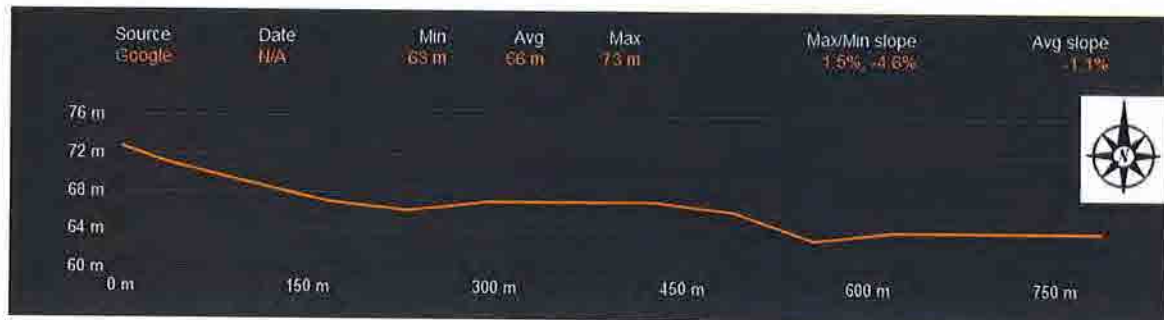 Source Date Min Avg Max Max/Min slope Avg slope
Google N/A 63 m 66 m 73 m 1.5%, -4.6% -1.1%
76 m
72 m
68 m
64 m
60 m
0 m 150 m 300 m 450 m 600 m 750 m
N